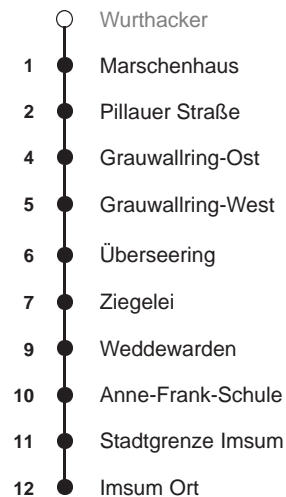 Wurthacker
1 Marschenhaus
2 Pillauer Straße
4 Grauwallring-Ost
5 Grauwallring-West
6 Überseering
7 Ziegelei
9 Weddewarden
10 Anne-Frank-Schule
11 Stadtgrenze Imsum
12 Imsum Ort